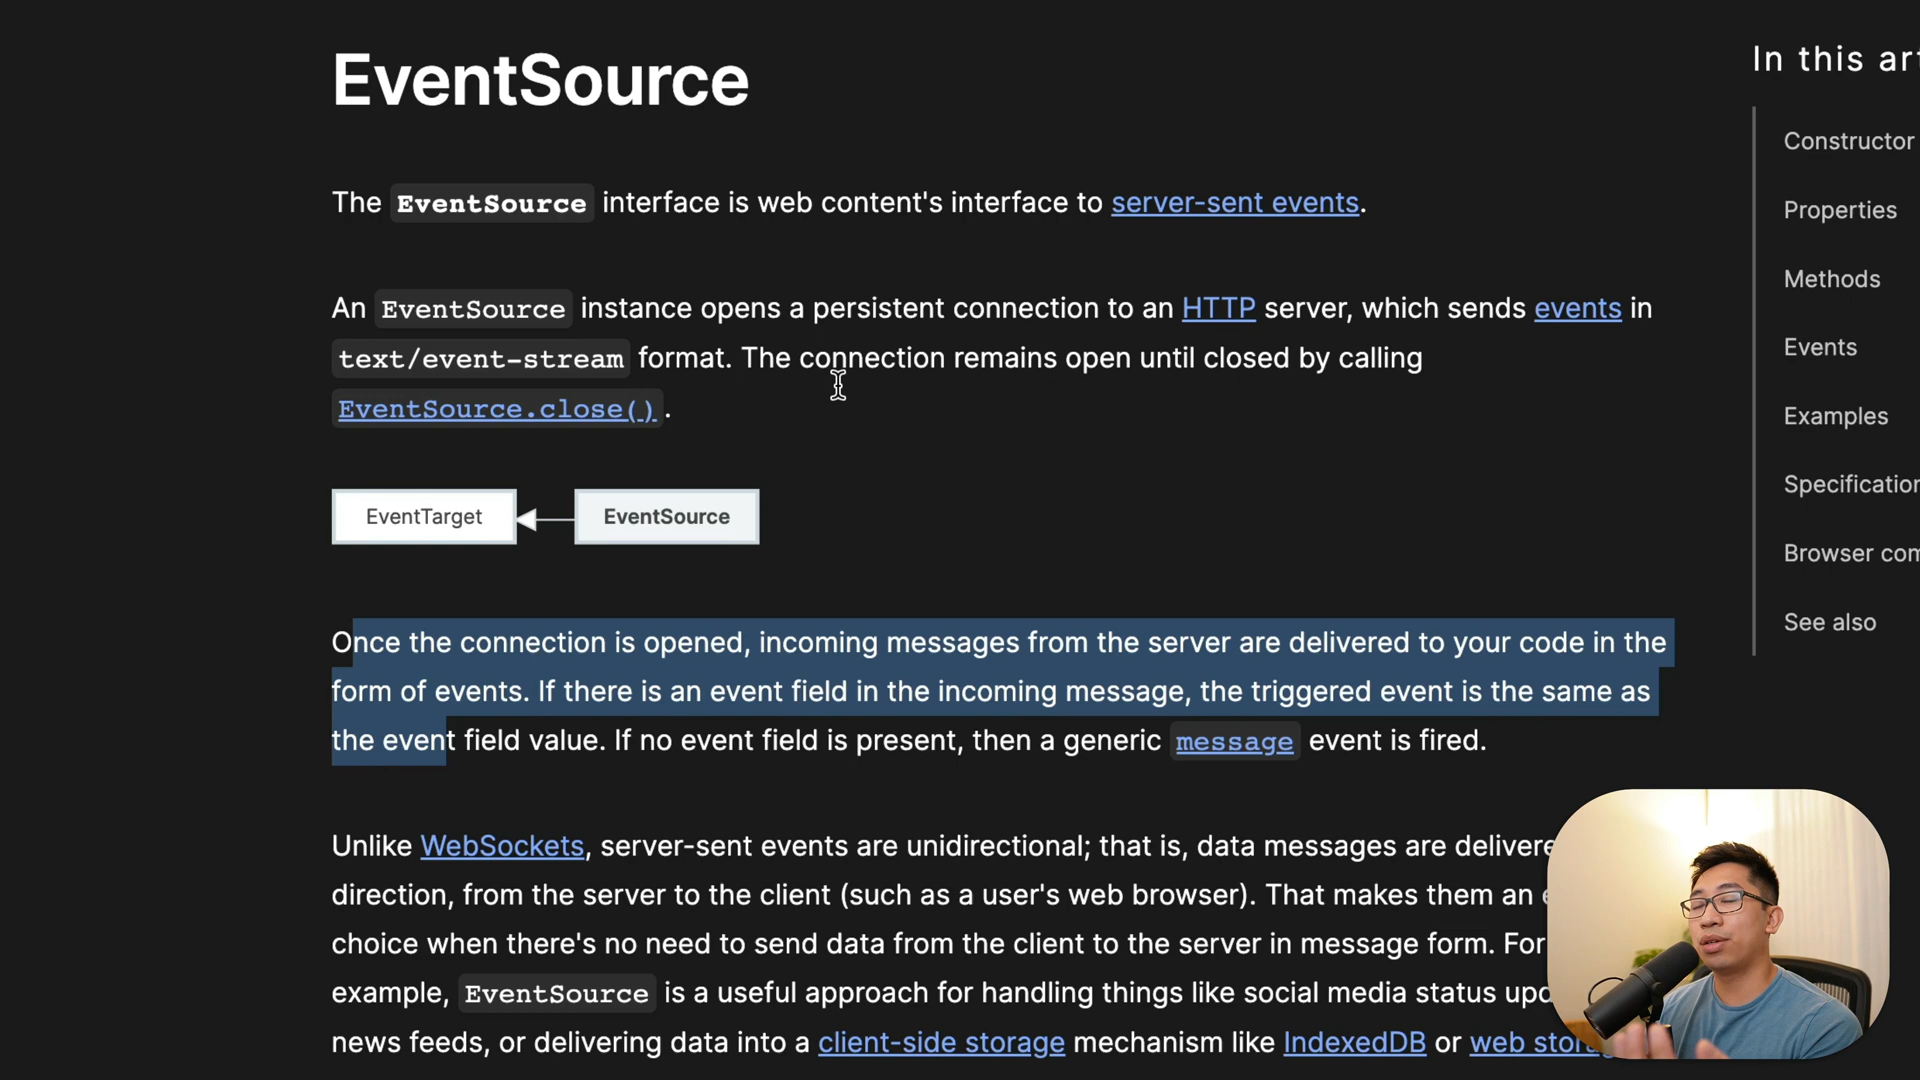 EventSource
The EventSource interface is web content's interface to server-sent events.
An EventSource instance opens a persistent connection to an HTTP server, which sends events in
text/event-stream format. The connection remains open until closed by calling
EventSource.close().
EventTarget
EventSource
Once the connection is opened, incoming messages from the server are delivered to your code in the
form of events. If there is an event field in the incoming message, the triggered event is the same as
the event field value. If no event field is present, then a generic message event is fired.
Unlike WebSockets, server-sent events are unidirectional; that is, data messages are
direction, from the server to the client (such as a user's web browser). That makes them an
choice when there's no need to send data from the client to the server in message form. For
example, EventSource is a useful approach for handling things like social media status
news feeds, or delivering data into a client-side storage mechanism like IndexedDB or web
In this
Constructor
Properties
Methods
Events
Examples
Browser
See also